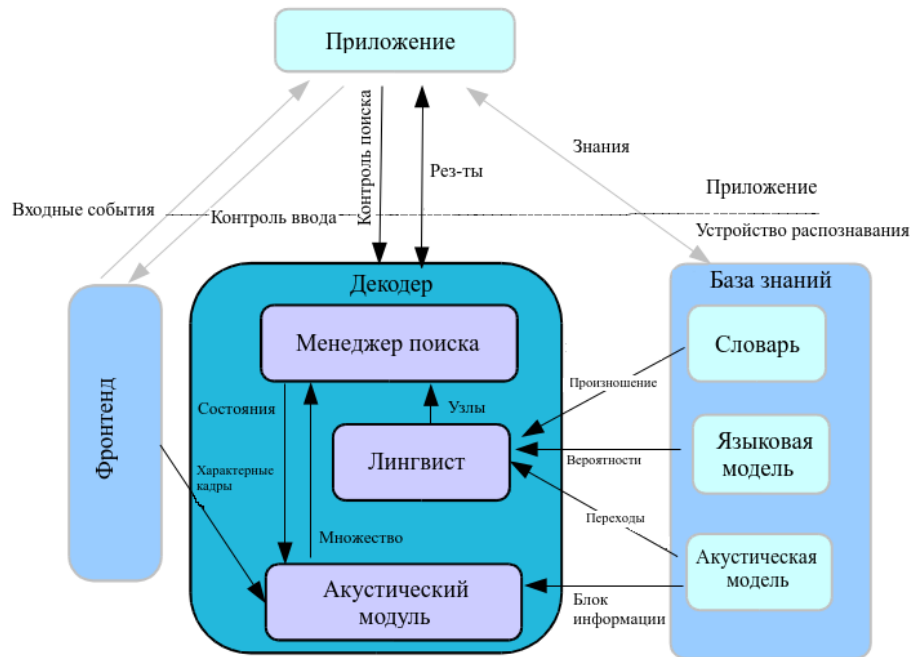 Приложение
Контроль поиска
Рез-ты
Знания
Приложение
Входные события
Контроль ввода
Устройство распознавания
Декодер
База знаний
Менеджер поиска
Словарь
Произношение
Состояния
Узлы
Фронтенд
Лингвист
Языковая
модель
Вероятности
Характерные
кадры
Переходы
Множество
Акустическая
модель
Акустический
модуль
Блок
информации